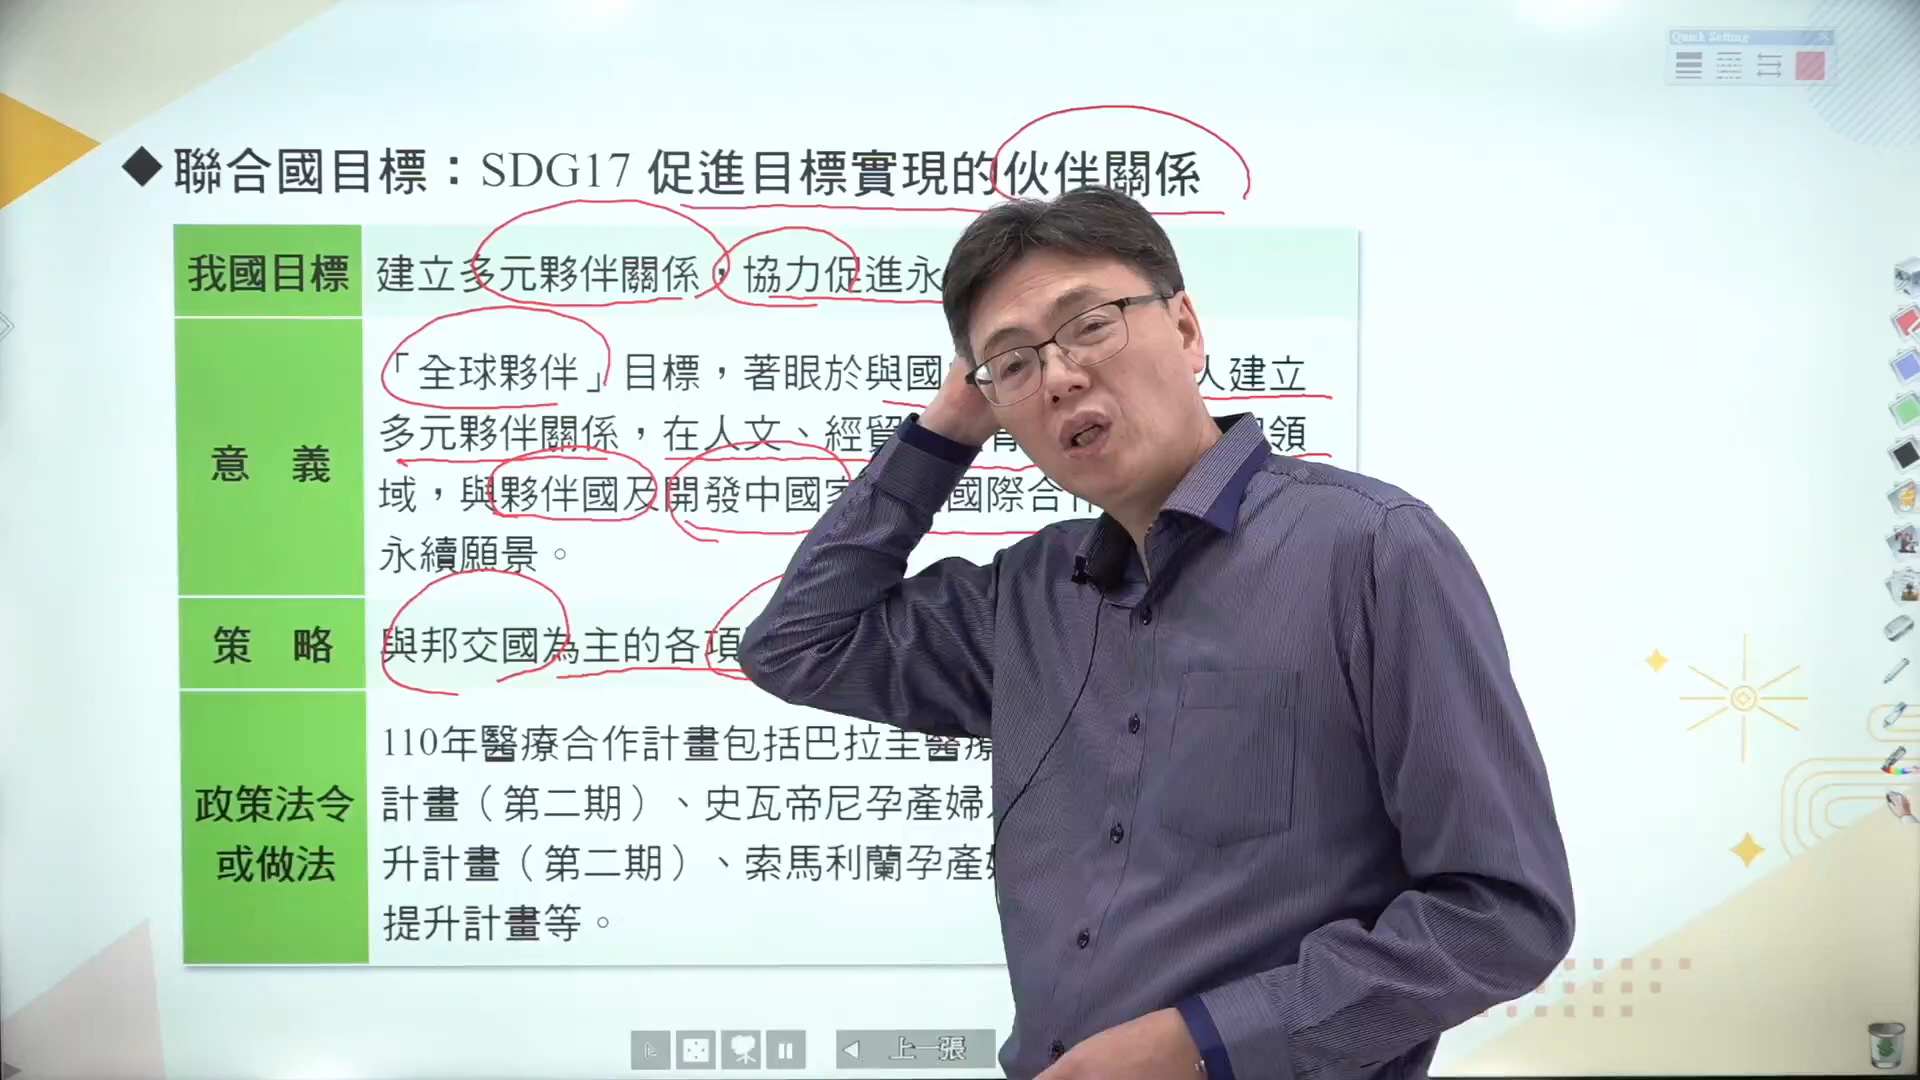 Quick Setting
聯合國目標：SDG17 促進目標實現的伙伴關係
我國目標
建立多元夥伴關係，協力促進永
意 義
「全球夥伴」目標，著眼於與國 人建立
多元夥伴關係，在人文、經貿 領
域，與夥伴國及開發中國家 國際合作
永續願景。
策 略
與邦交國為主的各項
政策法令
或做法
110年醫療合作計畫包括巴拉圭醫療
計畫（第二期）、史瓦帝尼孕產婦
升計畫（第二期）、索馬利蘭孕產婦
提升計畫等。
上一張